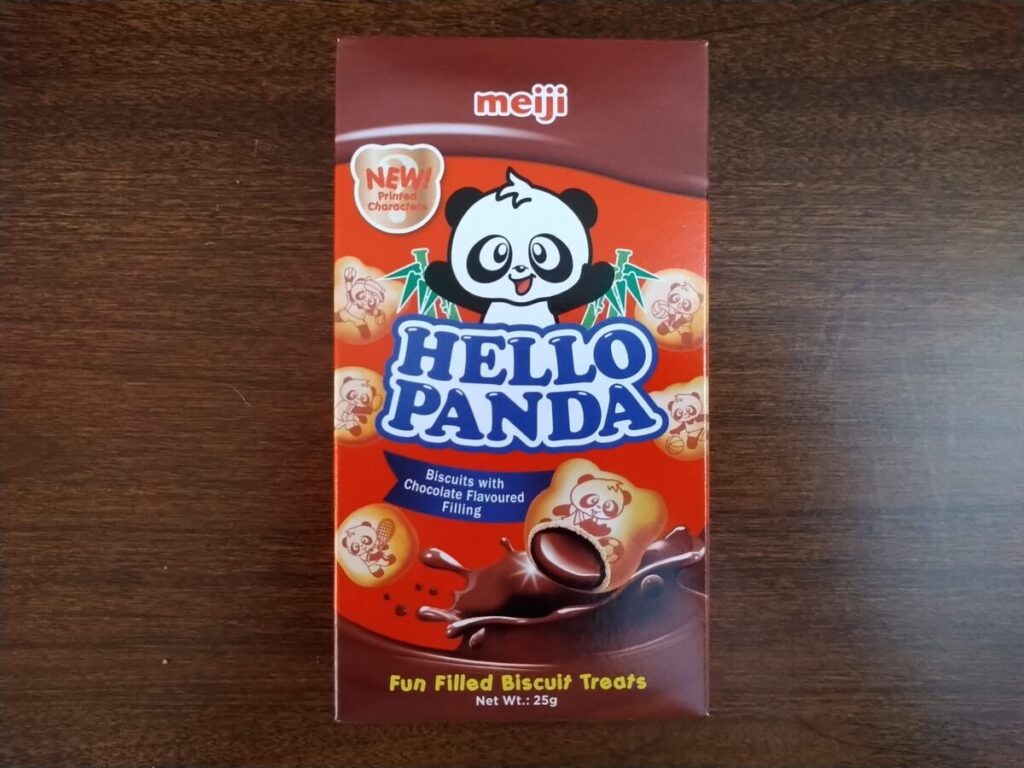 meiji
NEW!
Printed
Characters
HELLO
PANDA
Biscuits with
Chocolate Flavoured
Filling
Fun Filled Biscuit Treats
Net Wt.: 25g